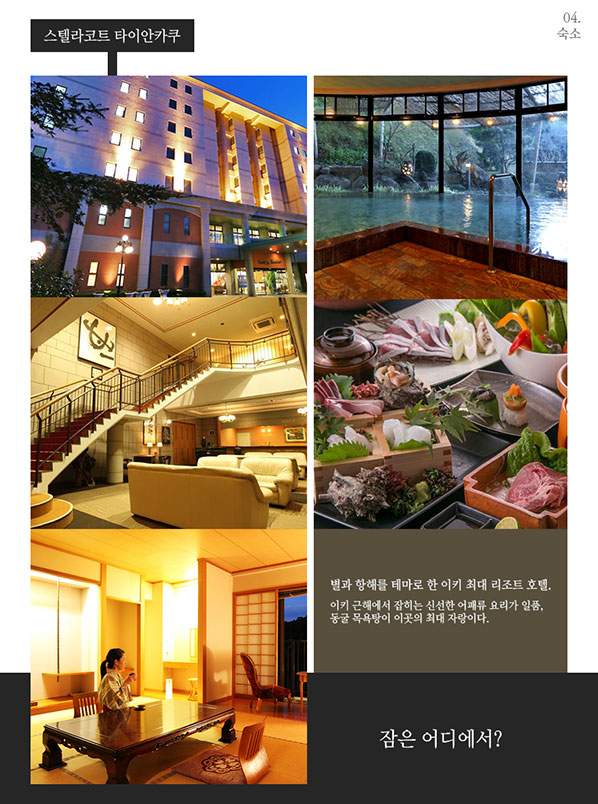 04.
숙소
스텔라코트 타이안카쿠
별과 항해를 테마로 한 이키 최대 리조트 호텔.
이키 근해에서 잡히는 신선한 어패류 요리가 일품,
동굴 목욕탕이 이곳의 최대 자랑이다.
잠은 어디에서?